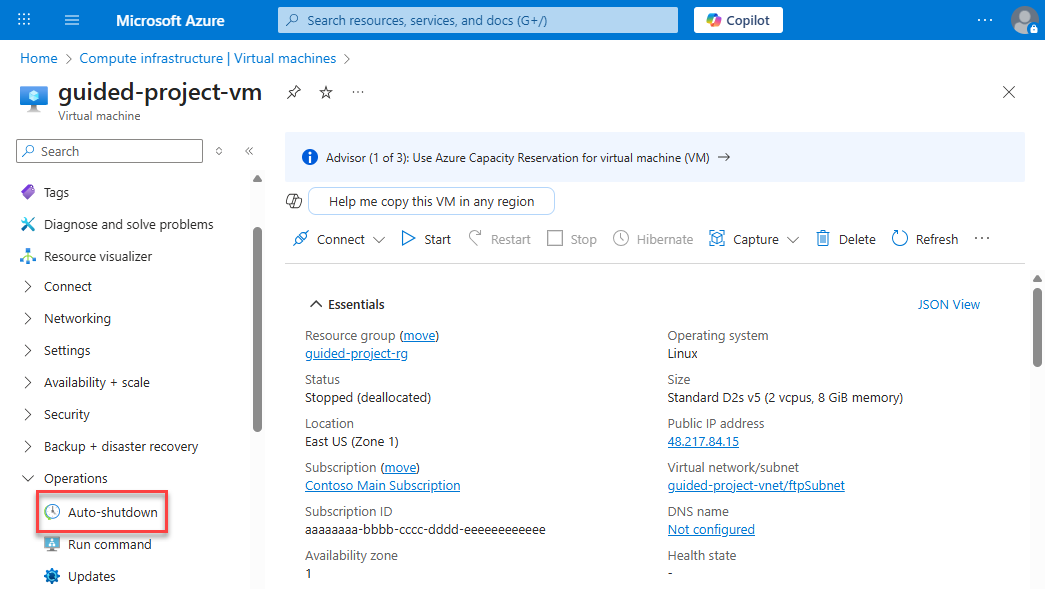 Microsoft Azure
Search resources, services, and docs (G+/)
Copilot
Home > Compute infrastructure | Virtual machines >
guided-project-vm
Virtual machine
Search
Tags
Diagnose and solve problems
Resource visualizer
Connect
Networking
Settings
Availability + scale
Security
Backup + disaster recovery
Operations
Auto-shutdown
Run command
Updates
Advisor (1 of 3): Use Azure Capacity Reservation for virtual machine (VM) →
Help me copy this VM in any region
Connect Start Restart Stop Hibernate Capture Delete Refresh
Essentials
JSON View
Resource group (move)
guided-project-rg
Status
Stopped (deallocated)
Location
East US (Zone 1)
Subscription (move)
Contoso Main Subscription
Subscription ID
aaaaaaaa-bbbb-cccc-dddd-eeeeeeeeeeee
Availability zone
1
Operating system
Linux
Size
Standard D2s v5 (2 vcpus, 8 GiB memory)
Public IP address
48.217.84.15
Virtual network/subnet
guided-project-vnet/ftpSubnet
DNS name
Not configured
Health state
-